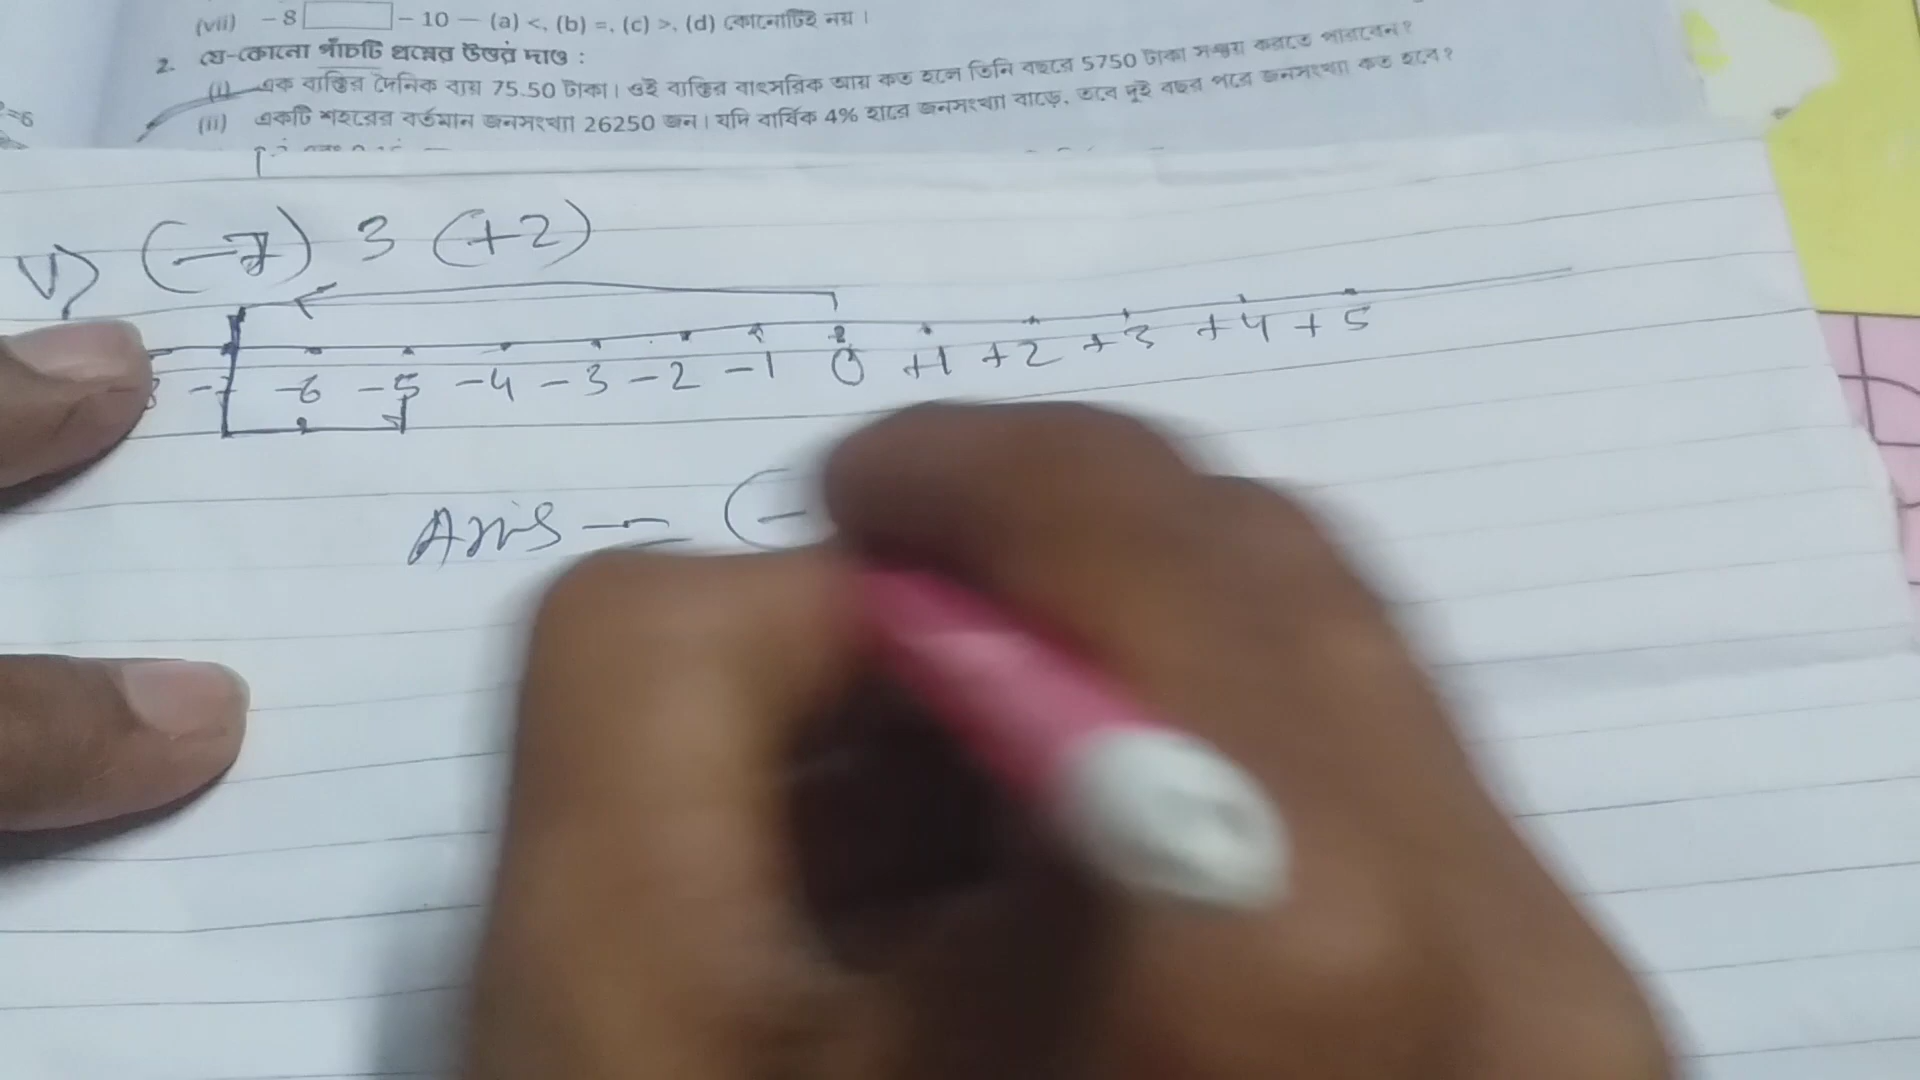 (vii) – 8 – 10 — (a) <, (b) =, (c) >, (d) কোনোটিই নয়।
2. যে-কোনো পাঁচটি প্রশ্নের উত্তর দাও :
(i) এক ব্যক্তির দৈনিক ব্যয় 75.50 টাকা। ওই ব্যক্তির বাৎসরিক আয় কত হলে তিনি বছরে 5750 টাকা সঞ্চয় করতে পারবেন?
(ii) একটি শহরের বর্তমান জনসংখ্যা 26250 জন। যদি বার্ষিক 4% হারে জনসংখ্যা বাড়ে, তবে দুই বছর পরে জনসংখ্যা কত হবে?
=6
V) (-7) ও (+2)
-7 -6 -5 -4 -3 -2 -1 0 +1 +2 +3 +4 +5
Ans - = (-